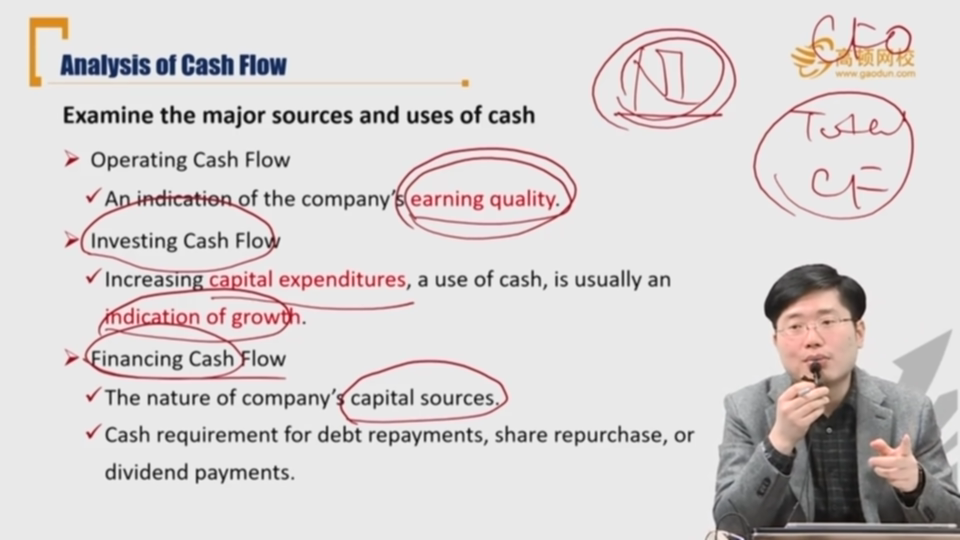 Analysis of Cash Flow
NI
CFO
高顿网校
www.gaodun.com
Examine the major sources and uses of cash
Total
CF
Operating Cash Flow
An indication of the company's earning quality.
Investing Cash Flow
Increasing capital expenditures, a use of cash, is usually an
indication of growth.
Financing Cash Flow
The nature of company's capital sources.
Cash requirement for debt repayments, share repurchase, or
dividend payments.